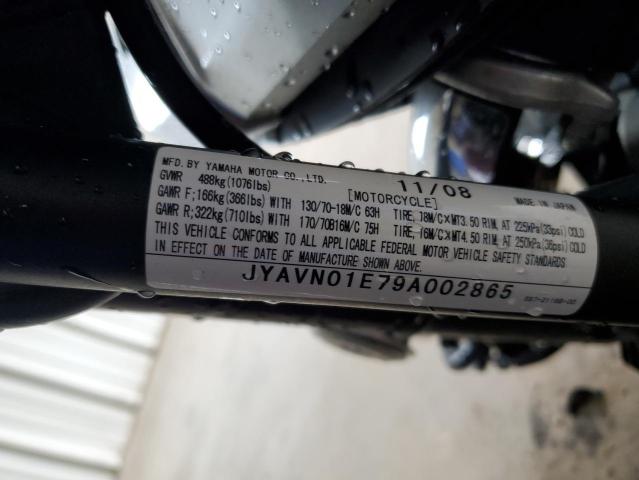 MFD. BY YAMAHA MOTOR CO.,LTD. 11/08 MADE IN JAPAN
GVWR 488kg(1076lbs) [MOTORCYCLE]
GAWR F;166kg(366lbs) WITH 130/70-18M/C 63H TIRE, 18M/C×MT3.50 RIM, AT 225kPa(33psi) COLD
GAWR R;322kg(710lbs) WITH 170/70B16M/C 75H TIRE, 16M/C×MT4.50 RIM, AT 250kPa(36psi) COLD
THIS VEHICLE CONFORMS TO ALL APPLICABLE FEDERAL MOTOR VEHICLE SAFETY STANDARDS
IN EFFECT ON THE DATE OF MANUFACTURE SHOWN ABOVE.
JYAVN01E79A002865